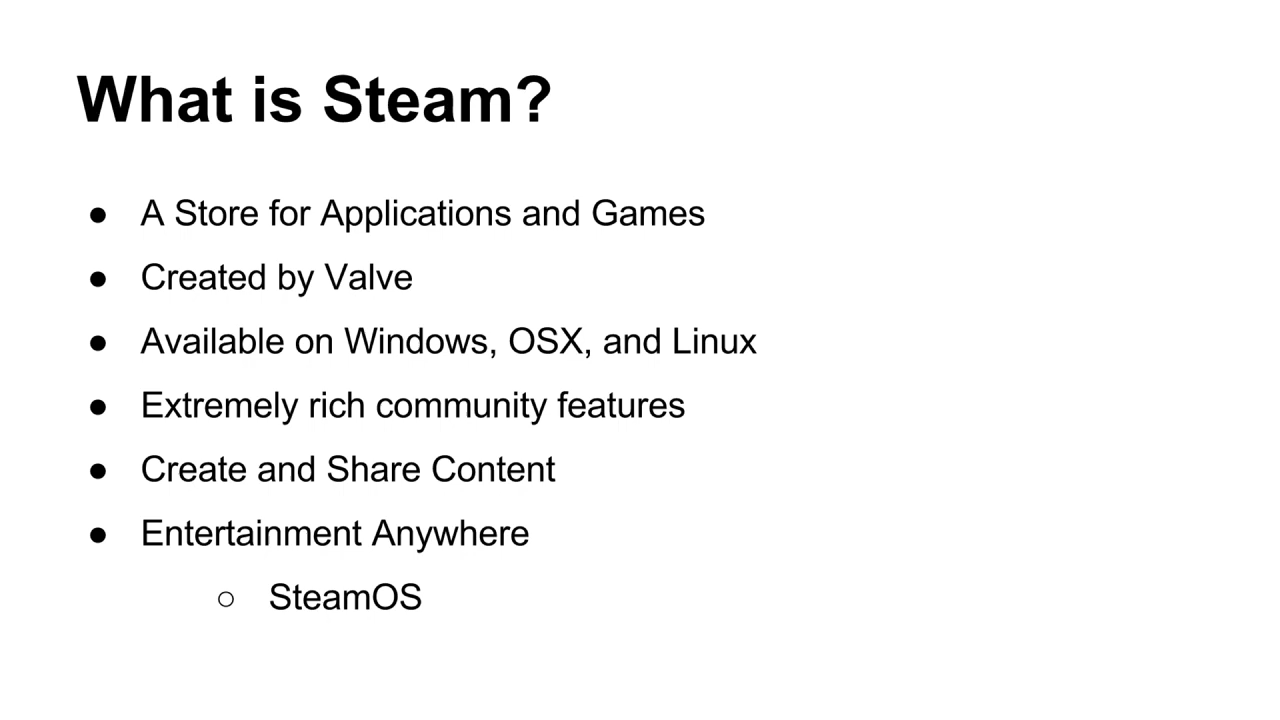 What is Steam?
● A Store for Applications and Games
● Created by Valve
● Available on Windows, OSX, and Linux
● Extremely rich community features
● Create and Share Content
● Entertainment Anywhere
○ SteamOS